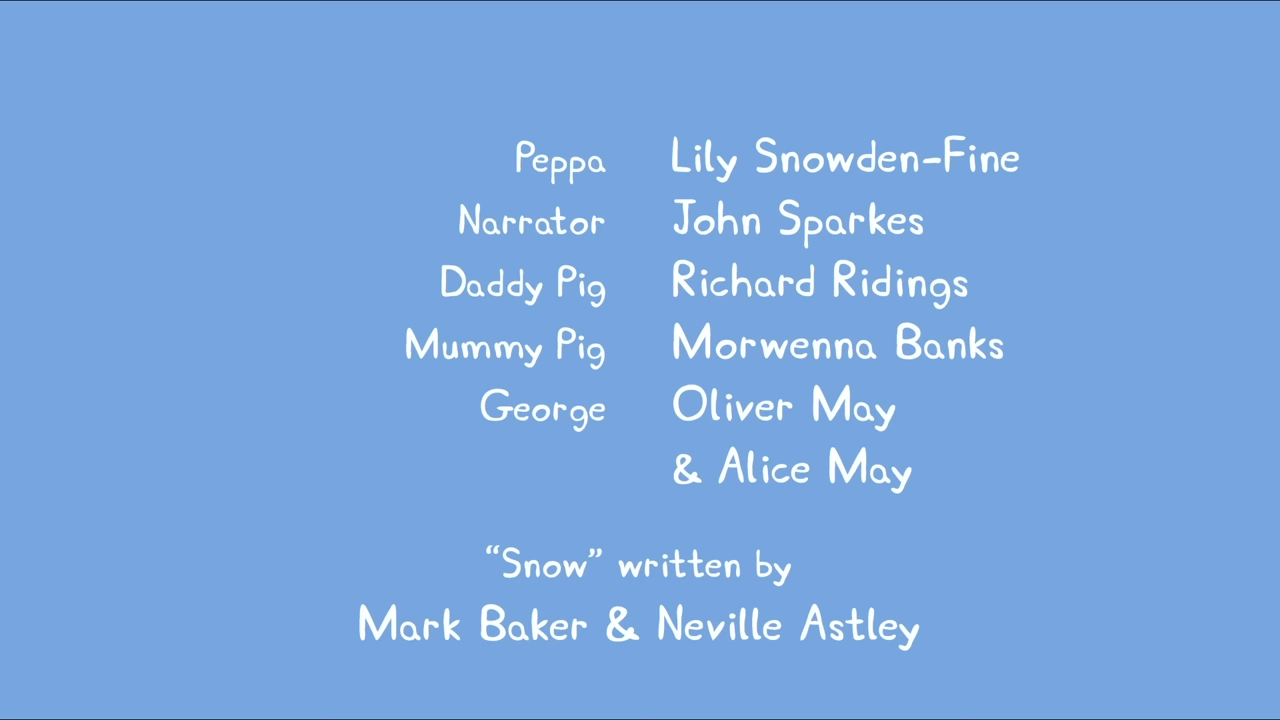 Peppa Lily Snowden-Fine
Narrator John Sparkes
Daddy Pig Richard Ridings
Mummy Pig Morwenna Banks
George Oliver May
& Alice May
“Snow” written by
Mark Baker & Neville Astley